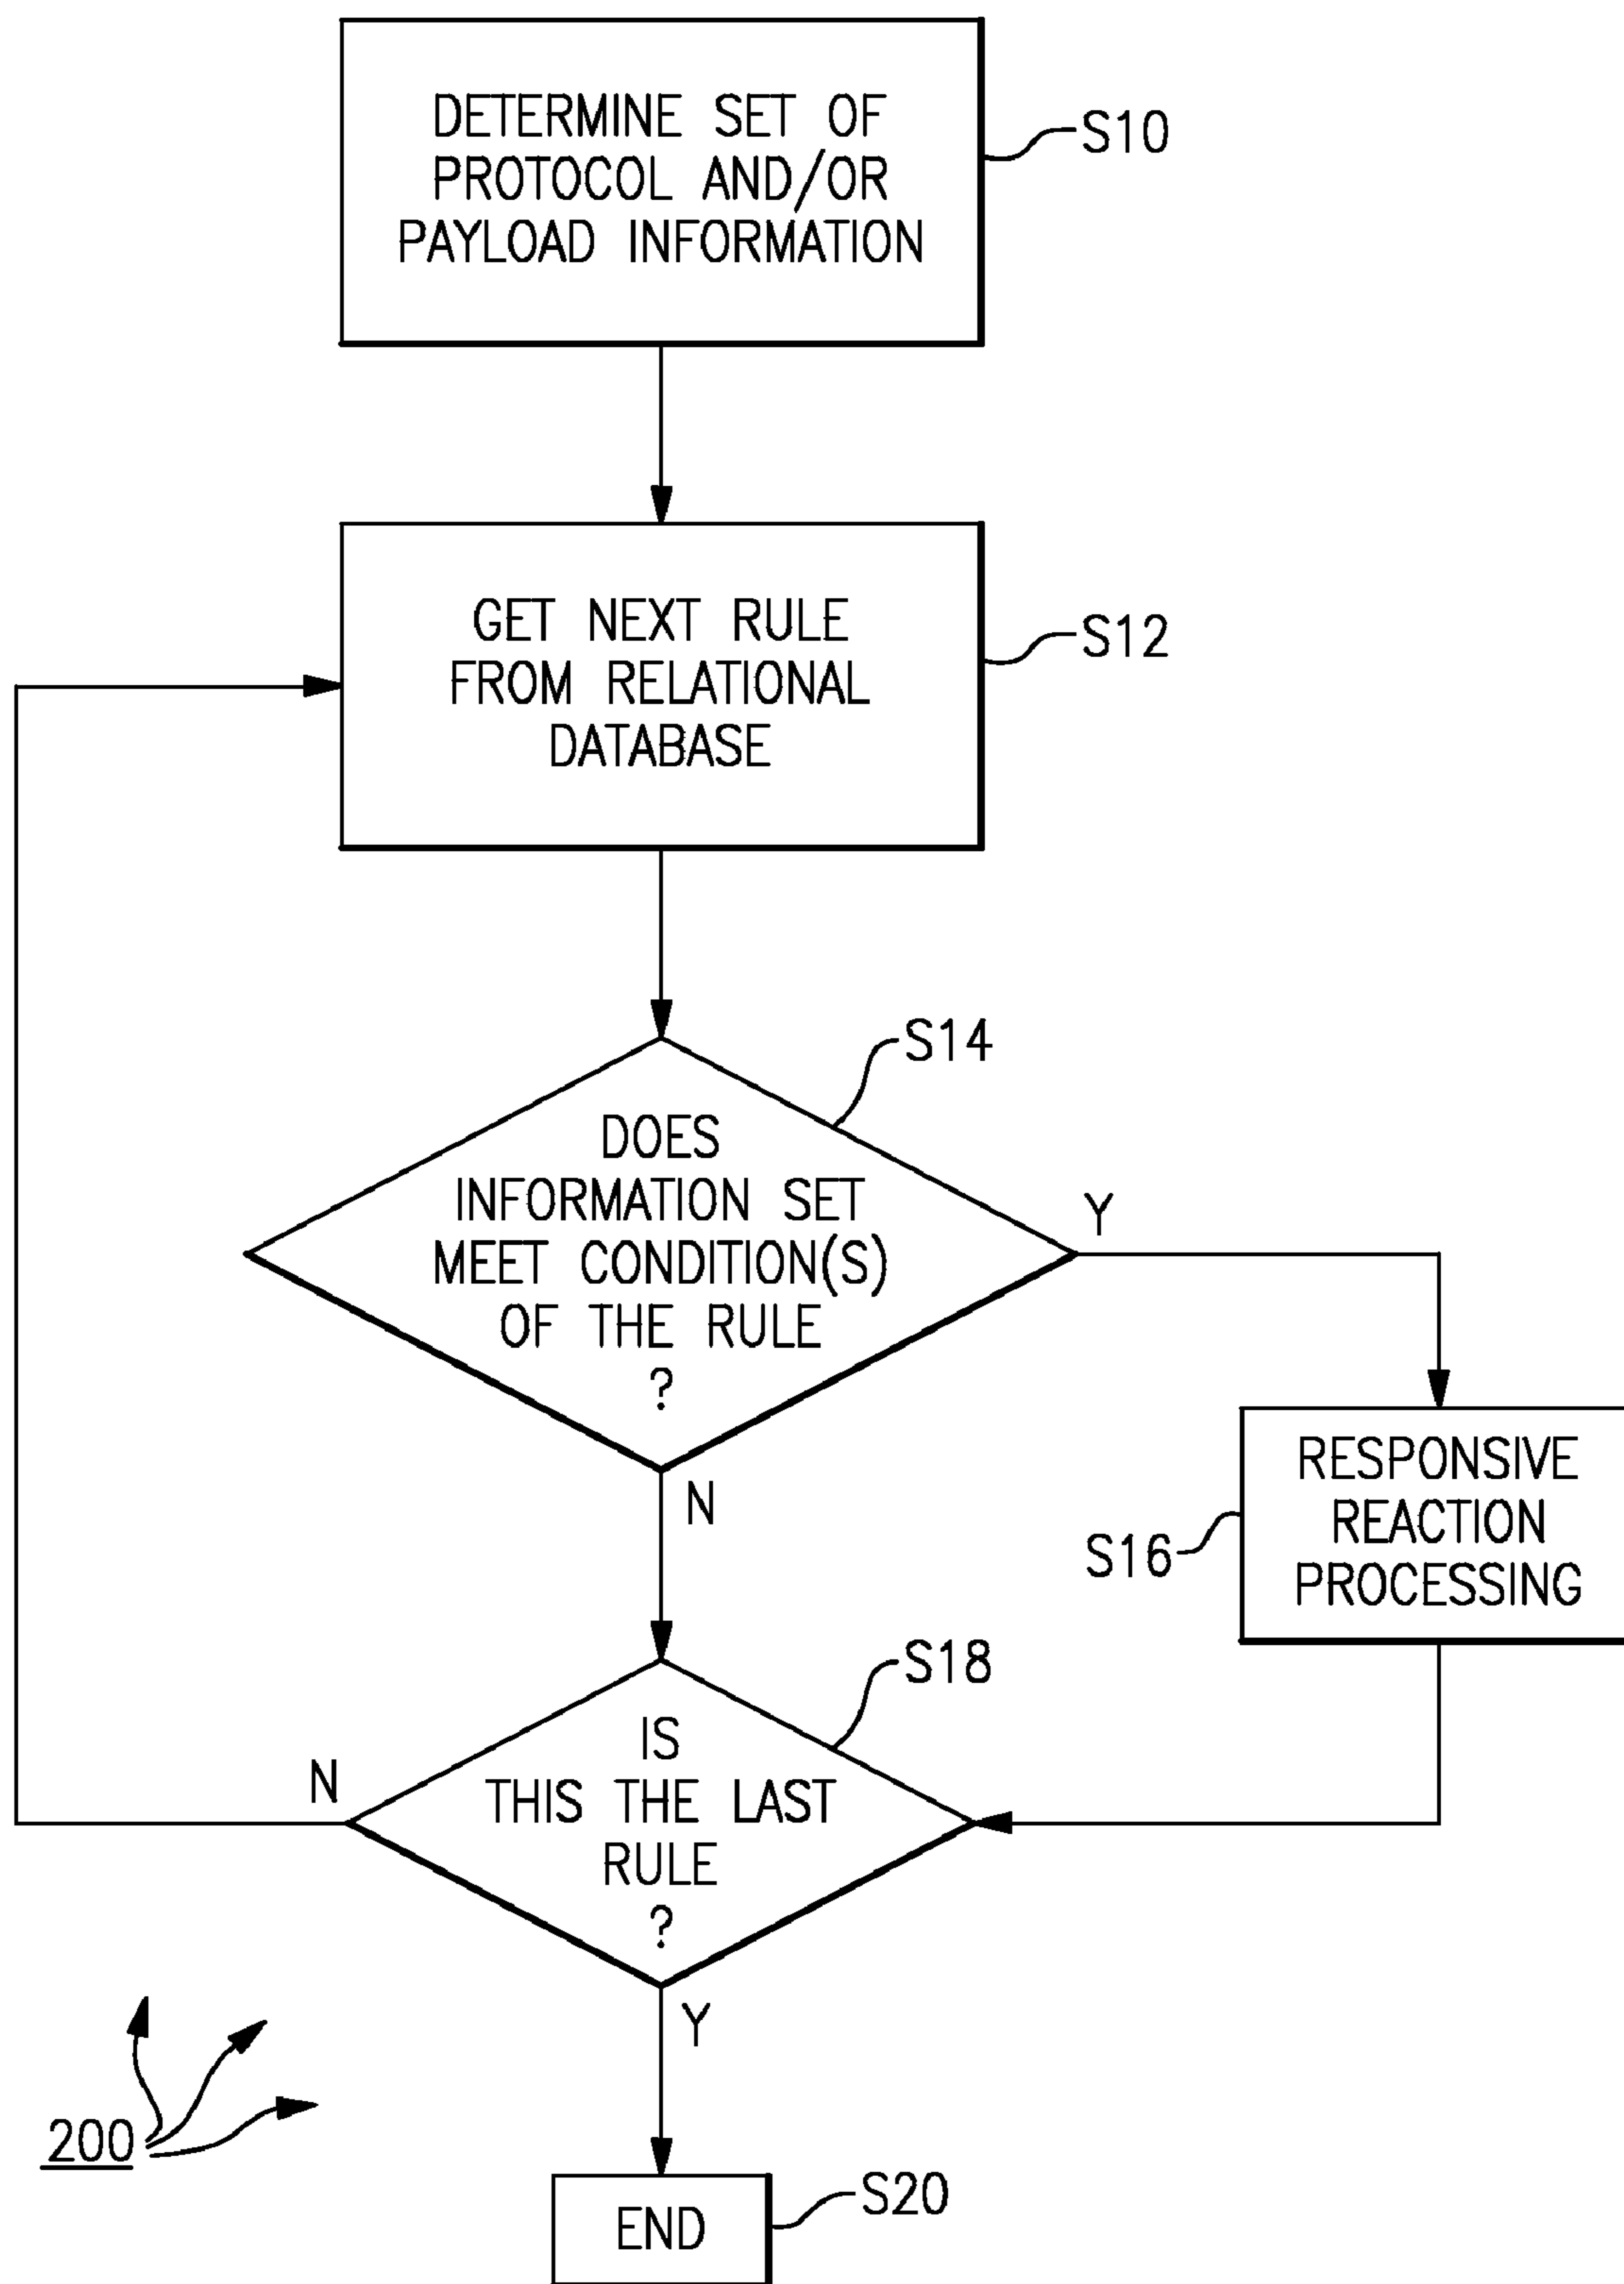 DETERMINE SET OF
PROTOCOL AND/OR
PAYLOAD INFORMATION
S10
GET NEXT RULE
FROM RELATIONAL
DATABASE
S12
S14
DOES
INFORMATION SET
MEET CONDITION(S)
OF THE RULE
?
Y
N
RESPONSIVE
REACTION
PROCESSING
S16
S18
IS
THIS THE LAST
RULE
?
N
Y
200
END
S20